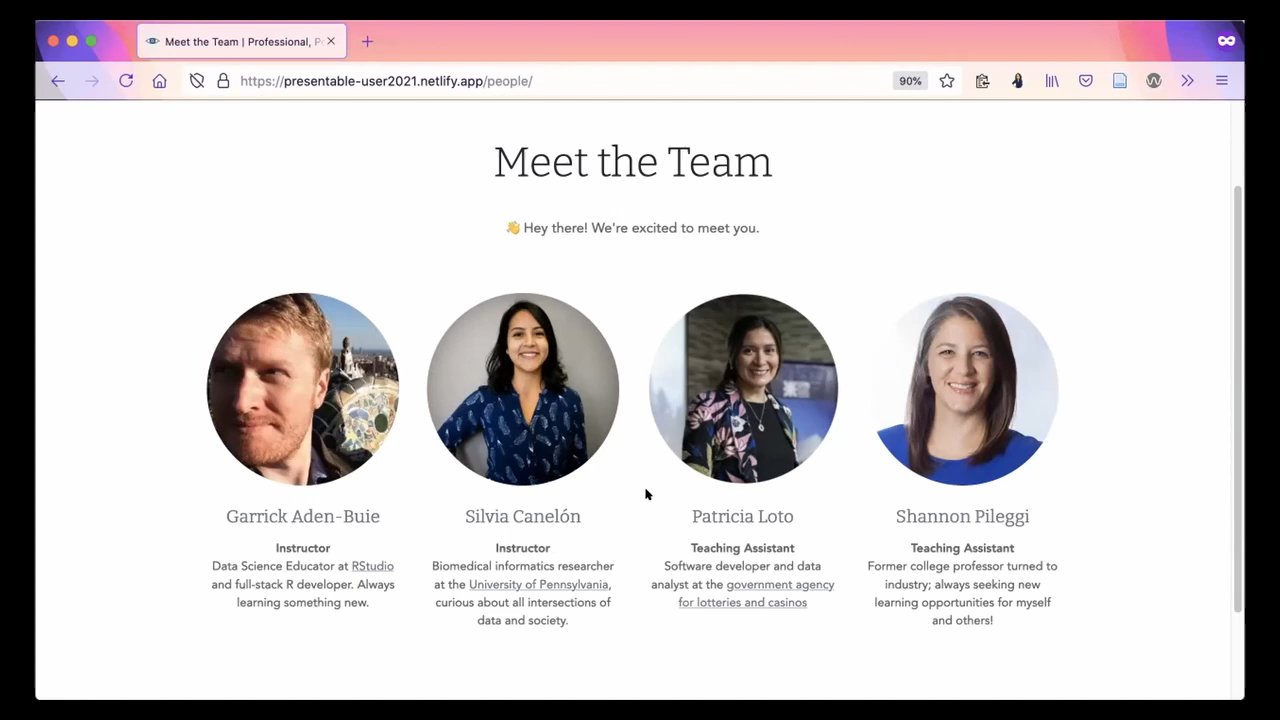 Meet the Team | Professional, P
https://presentable-user2021.netlify.app/people/
90%
Meet the Team
👋 Hey there! We're excited to meet you.
Garrick Aden-Buie
Instructor
Data Science Educator at RStudio
and full-stack R developer. Always
learning something new.
Silvia Canelón
Instructor
Biomedical informatics researcher
at the University of Pennsylvania,
curious about all intersections of
data and society.
Patricia Loto
Teaching Assistant
Software developer and data
analyst at the government agency
for lotteries and casinos
Shannon Pileggi
Teaching Assistant
Former college professor turned to
industry; always seeking new
learning opportunities for myself
and others!